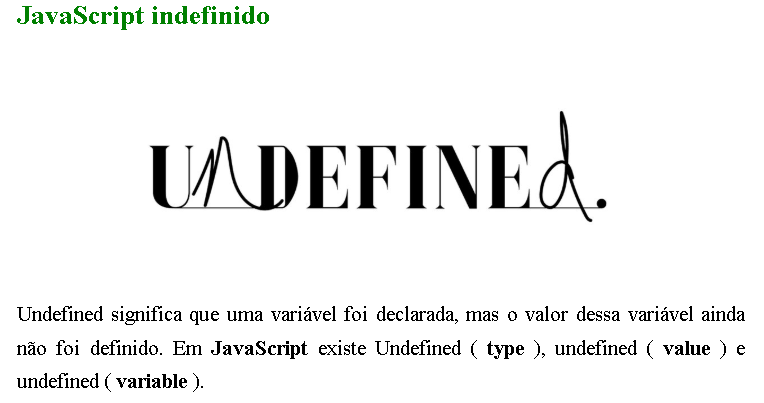 JavaScript indefinido
UNDEFINEd.
Undefined significa que uma variável foi declarada, mas o valor dessa variável ainda
não foi definido. Em JavaScript existe Undefined ( type ), undefined ( value ) e
undefined ( variable ).